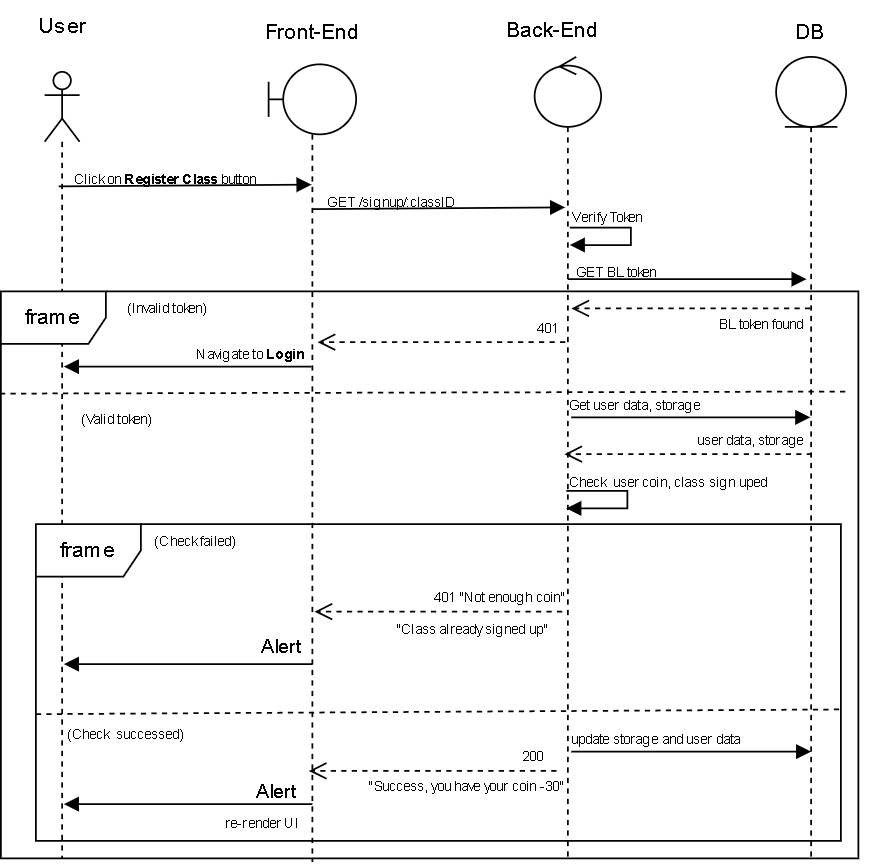 User
Front-End
Back-End
DB
Click on Register Class button
GET /signup/:classID
Verify Token
GET BL token
frame
(Invalid token)
BL token found
401
Navigate to Login
(Valid token)
Get user data, storage
user data, storage
Check user coin, class sign uped
frame
(Check failed)
401 "Not enough coin"
"Class already signed up"
Alert
(Check successed)
update storage and user data
200
"Success, you have your coin -30"
Alert
re-render UI